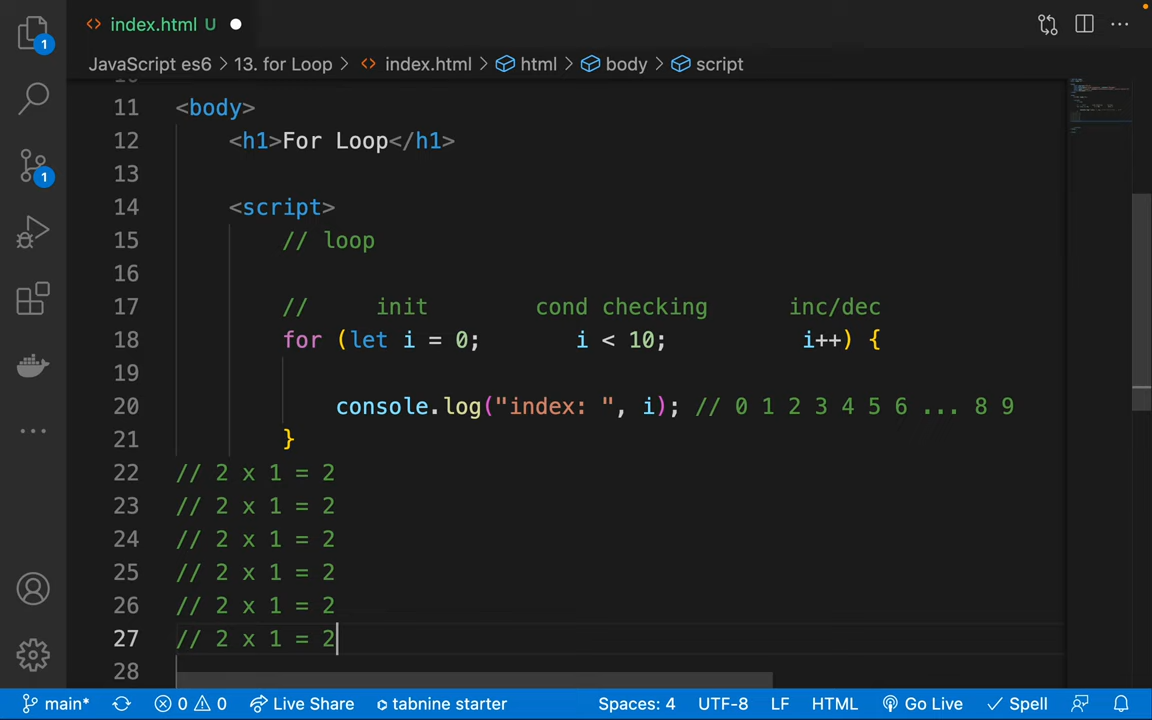 index.html U
JavaScript es6 > 13. for Loop > index.html > html > body > script
11 <body>
12 <h1>For Loop</h1>
13
14 <script>
15 // loop
16
17 // init cond checking inc/dec
18 for (let i = 0; i < 10; i++) {
19
20 console.log("index: ", i); // 0 1 2 3 4 5 6 ... 8 9
21 }
22 // 2 x 1 = 2
23 // 2 x 1 = 2
24 // 2 x 1 = 2
25 // 2 x 1 = 2
26 // 2 x 1 = 2
27 // 2 x 1 = 2
28
1
1
main* 0 0 Live Share tabnine starter Spaces: 4 UTF-8 LF HTML Go Live Spell